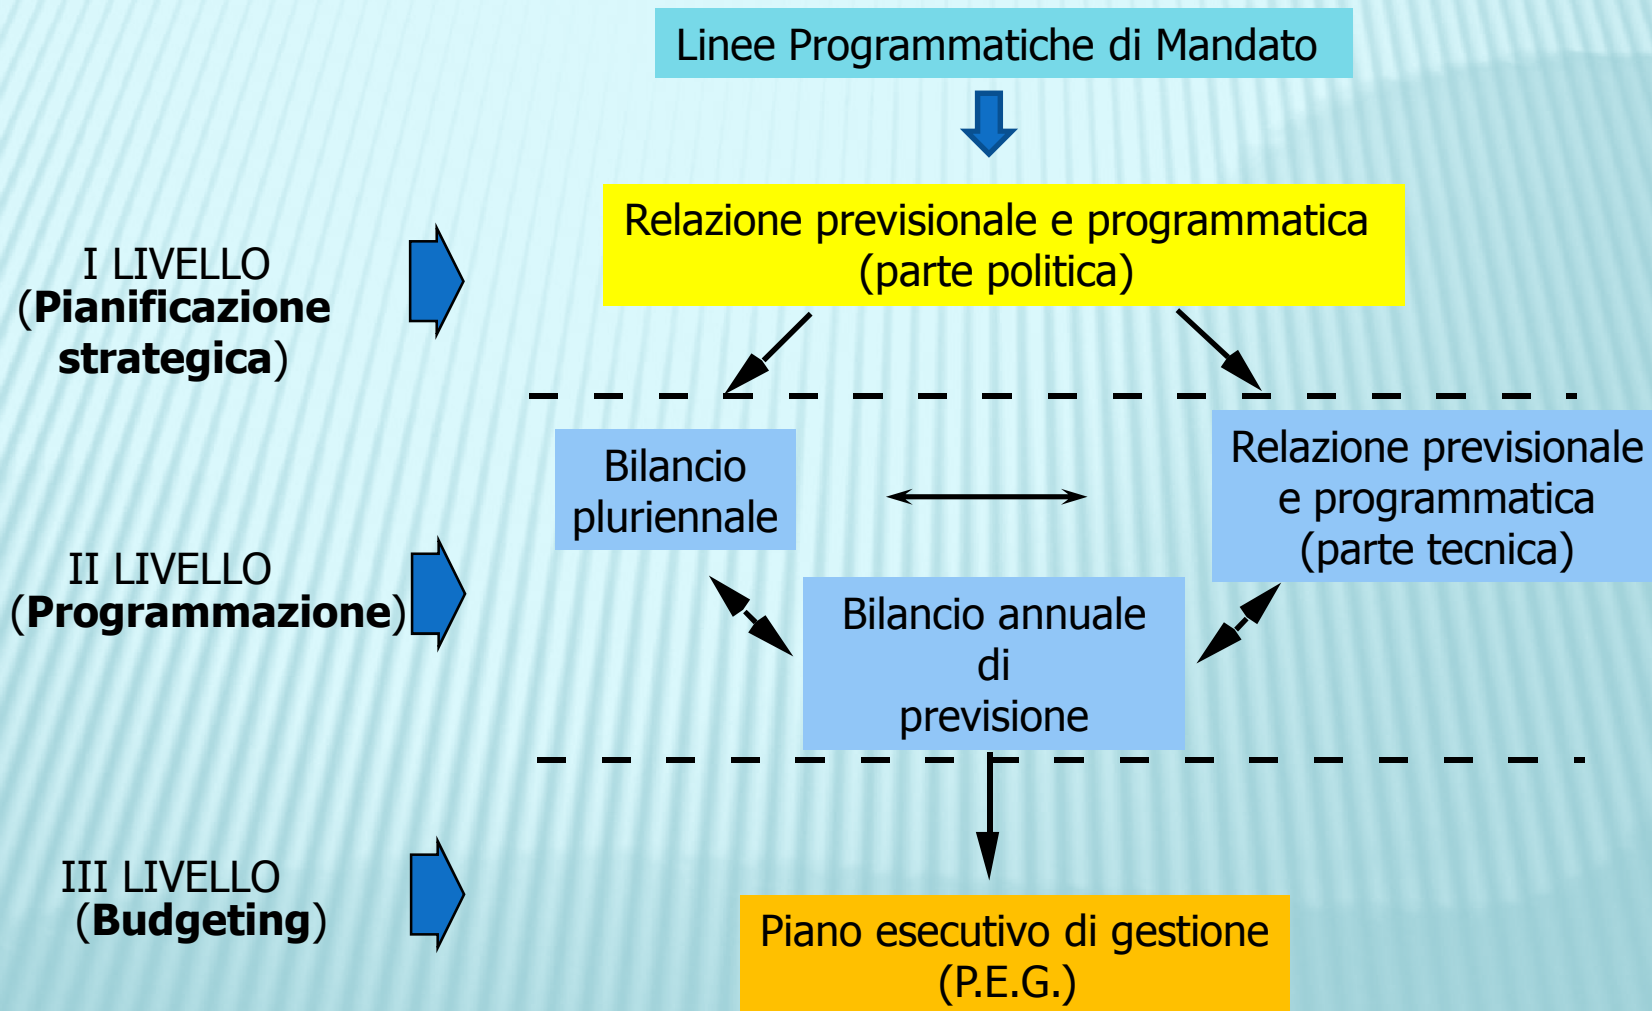 Linee Programmatiche di Mandato
Relazione previsionale e programmatica
(parte politica)
I LIVELLO
(Pianificazione
strategica)
Bilancio
pluriennale
Relazione previsionale
e programmatica
(parte tecnica)
II LIVELLO
(Programmazione)
Bilancio annuale
di
previsione
III LIVELLO
(Budgeting)
Piano esecutivo di gestione
(P.E.G.)